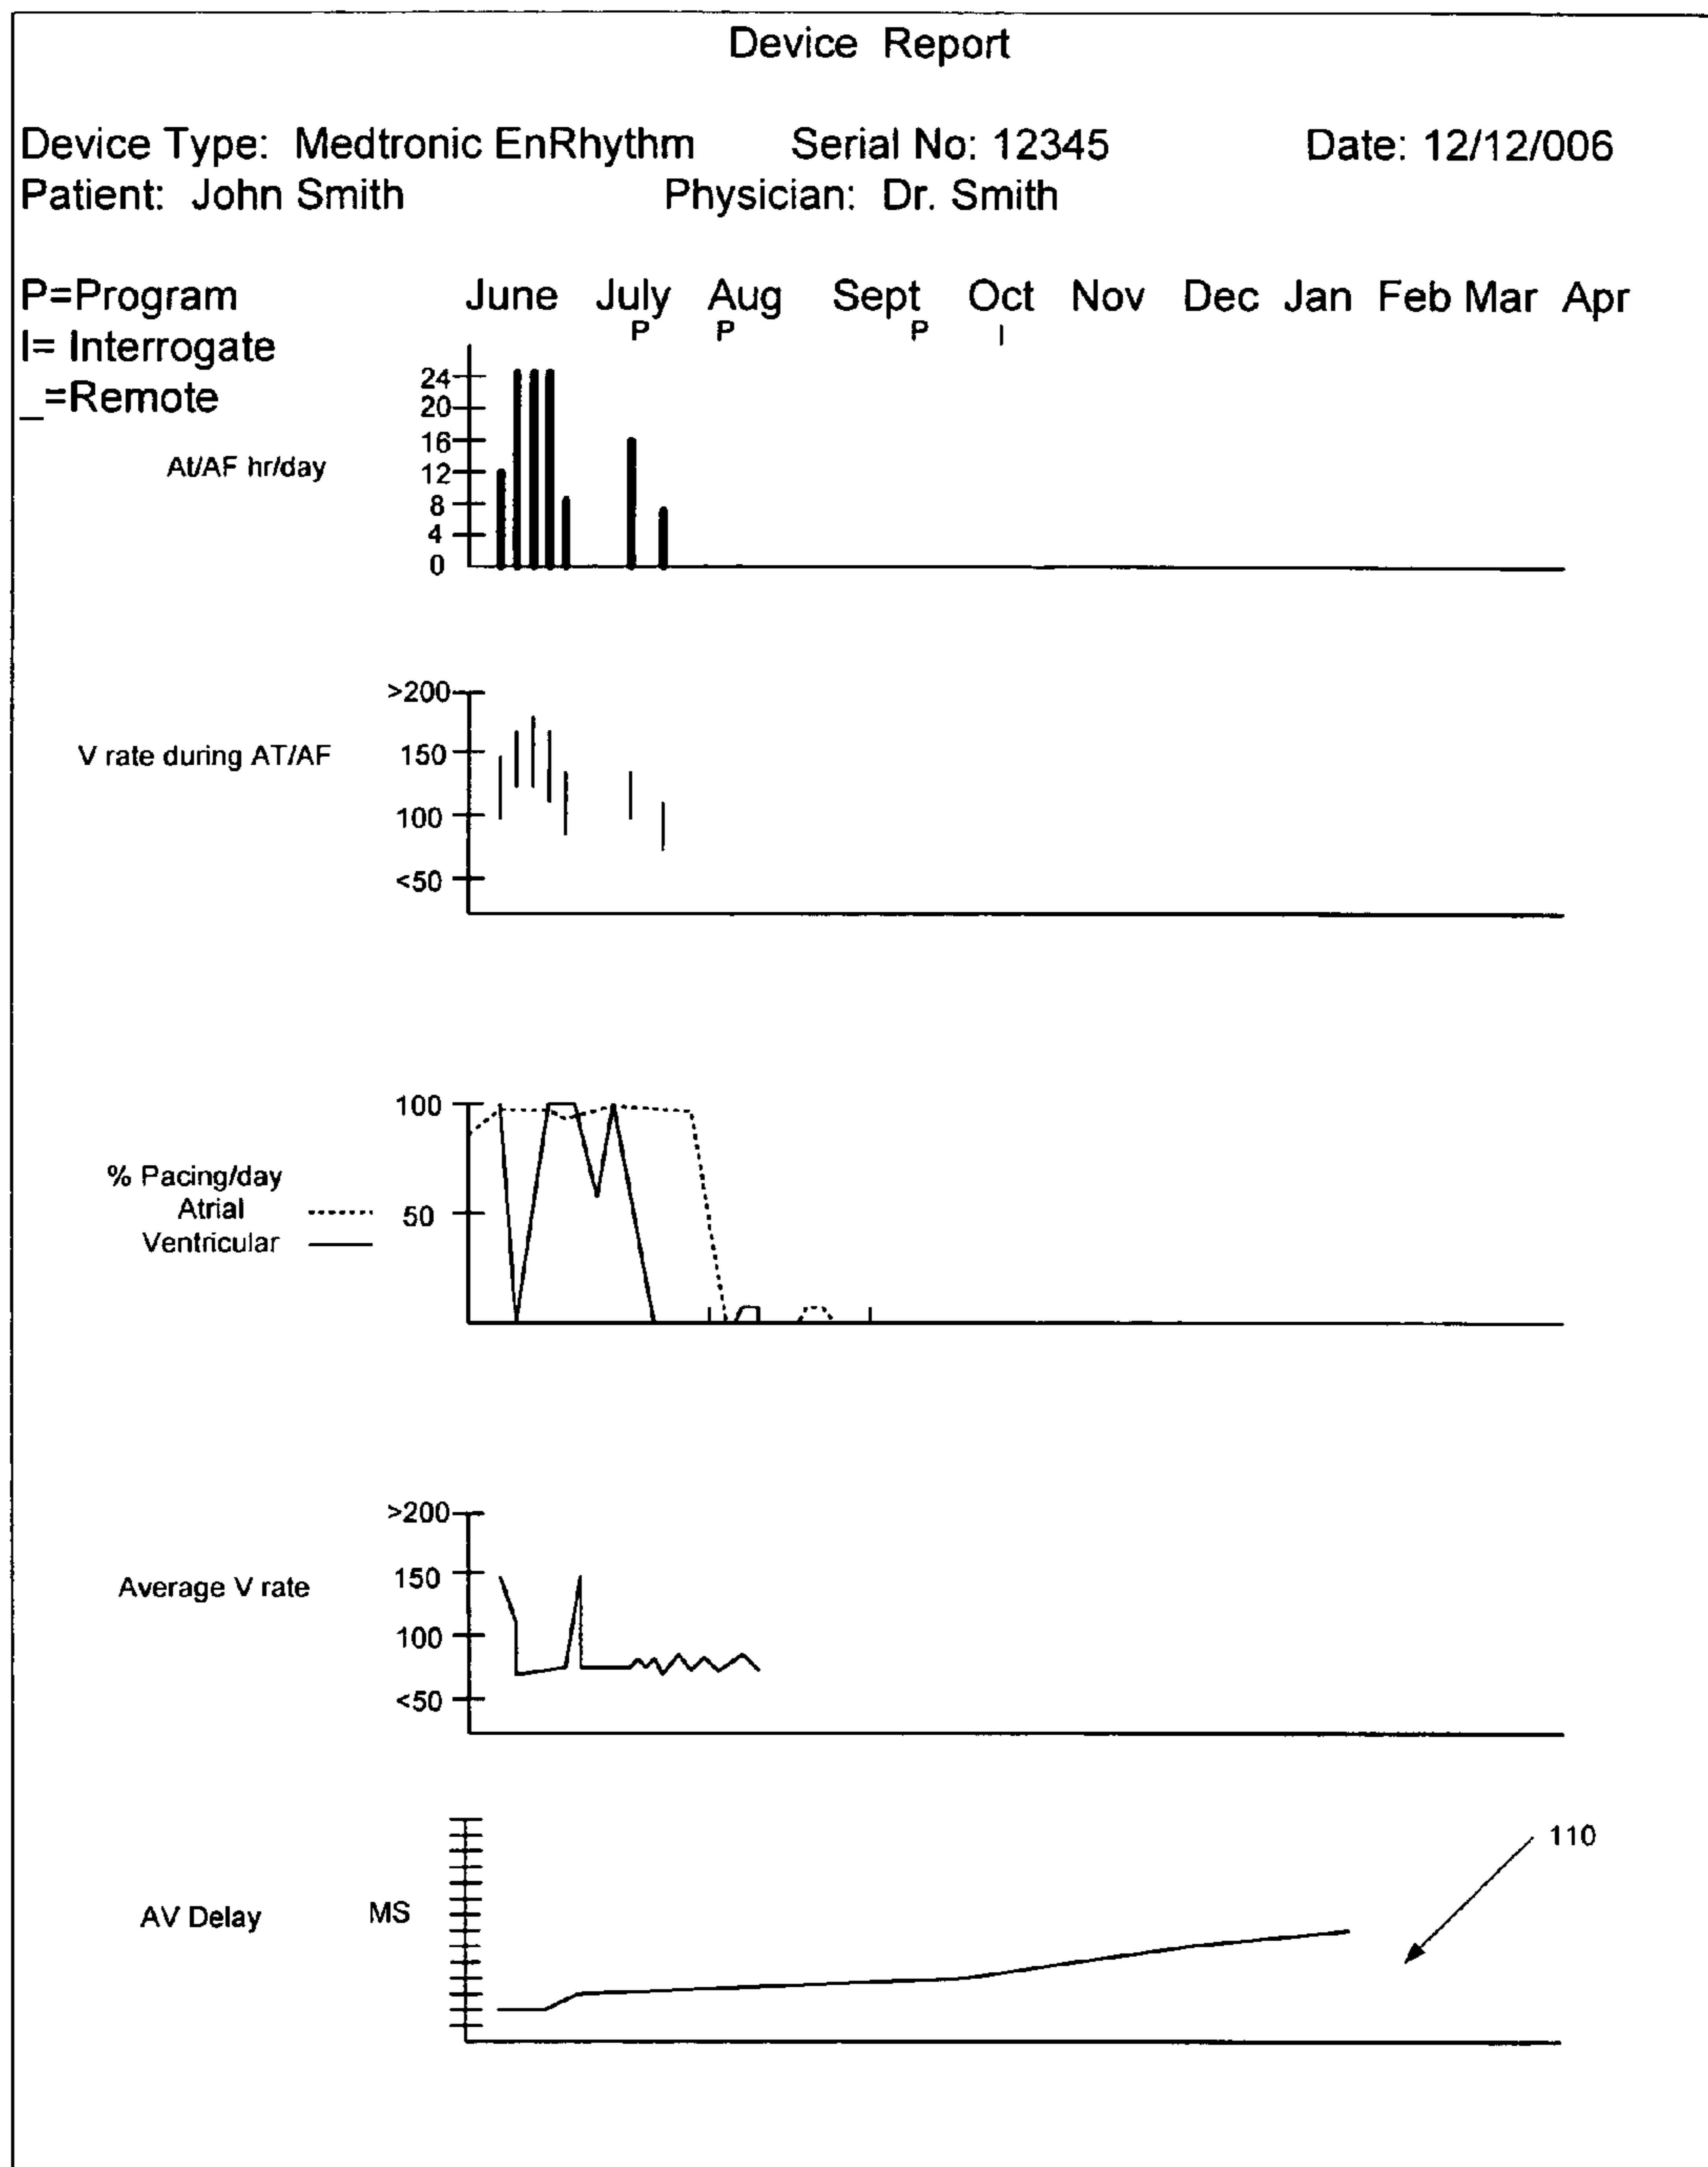 Device Report
Device Type: Medtronic EnRhythm Serial No: 12345 Date: 12/12/006
Patient: John Smith Physician: Dr. Smith
P=Program June July Aug Sept Oct Nov Dec Jan Feb Mar Apr
P P P I
I= Interrogate
_=Remote
24
20
16
At/AF hr/day
12
8
4
0
>200
V rate during AT/AF 150
100
<50
100
% Pacing/day
Atrial 50
Ventricular
>200
Average V rate 150
100
<50
110
AV Delay MS